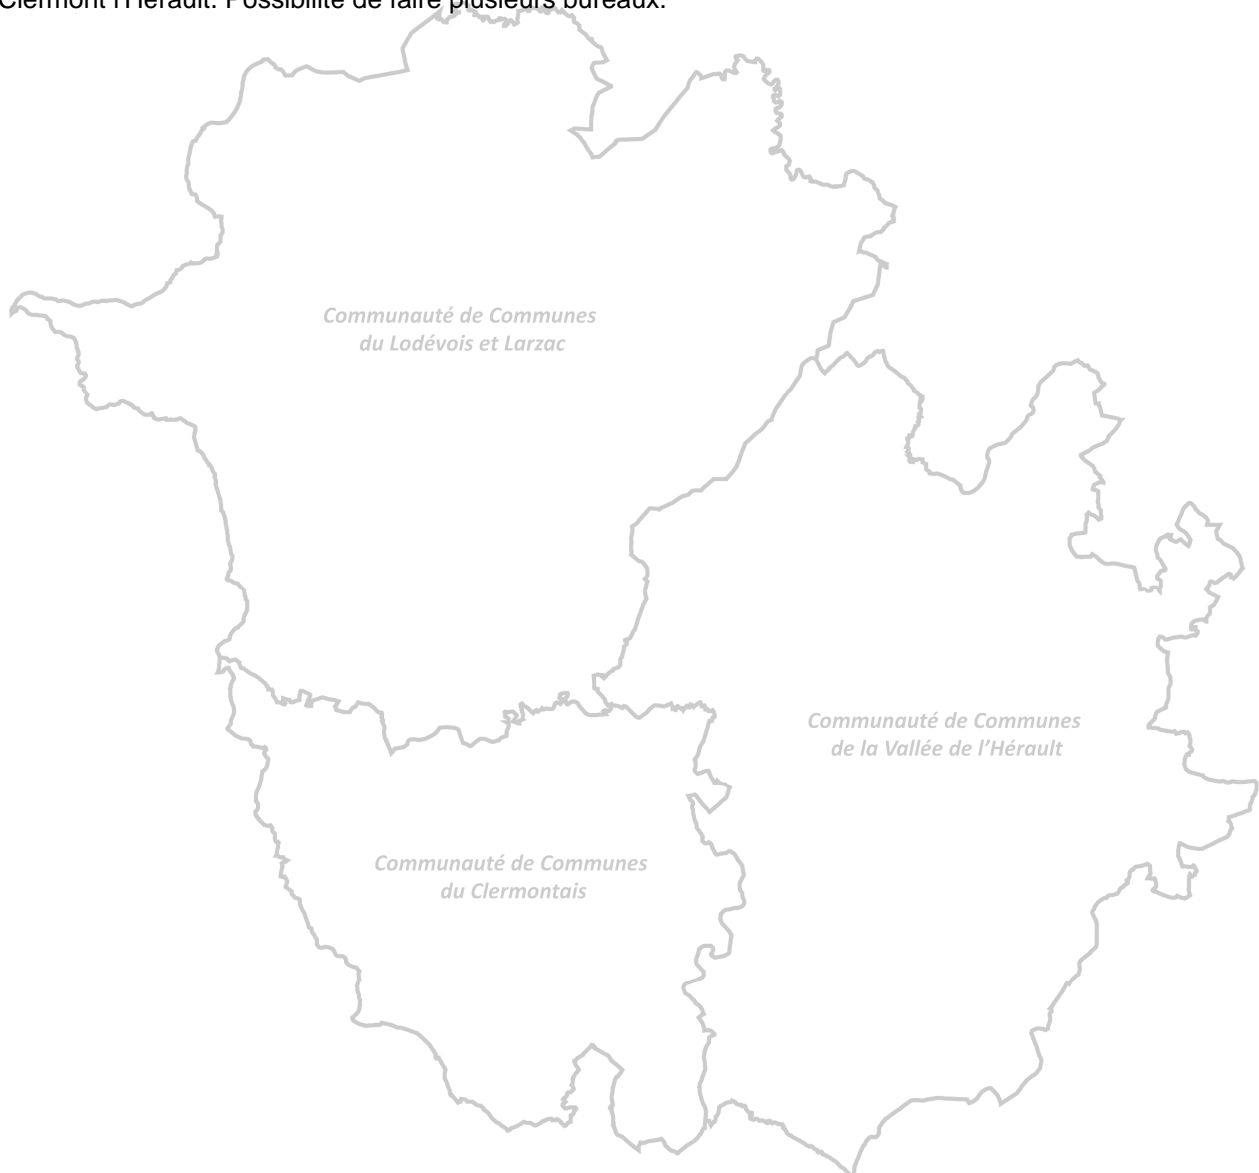 Clermont l'Hérault. Possibilité de faire plusieurs bureaux.
Communauté de Communes
du Lodévois et Larzac
Communauté de Communes
de la Vallée de l’Hérault
Communauté de Communes
du Clermontais